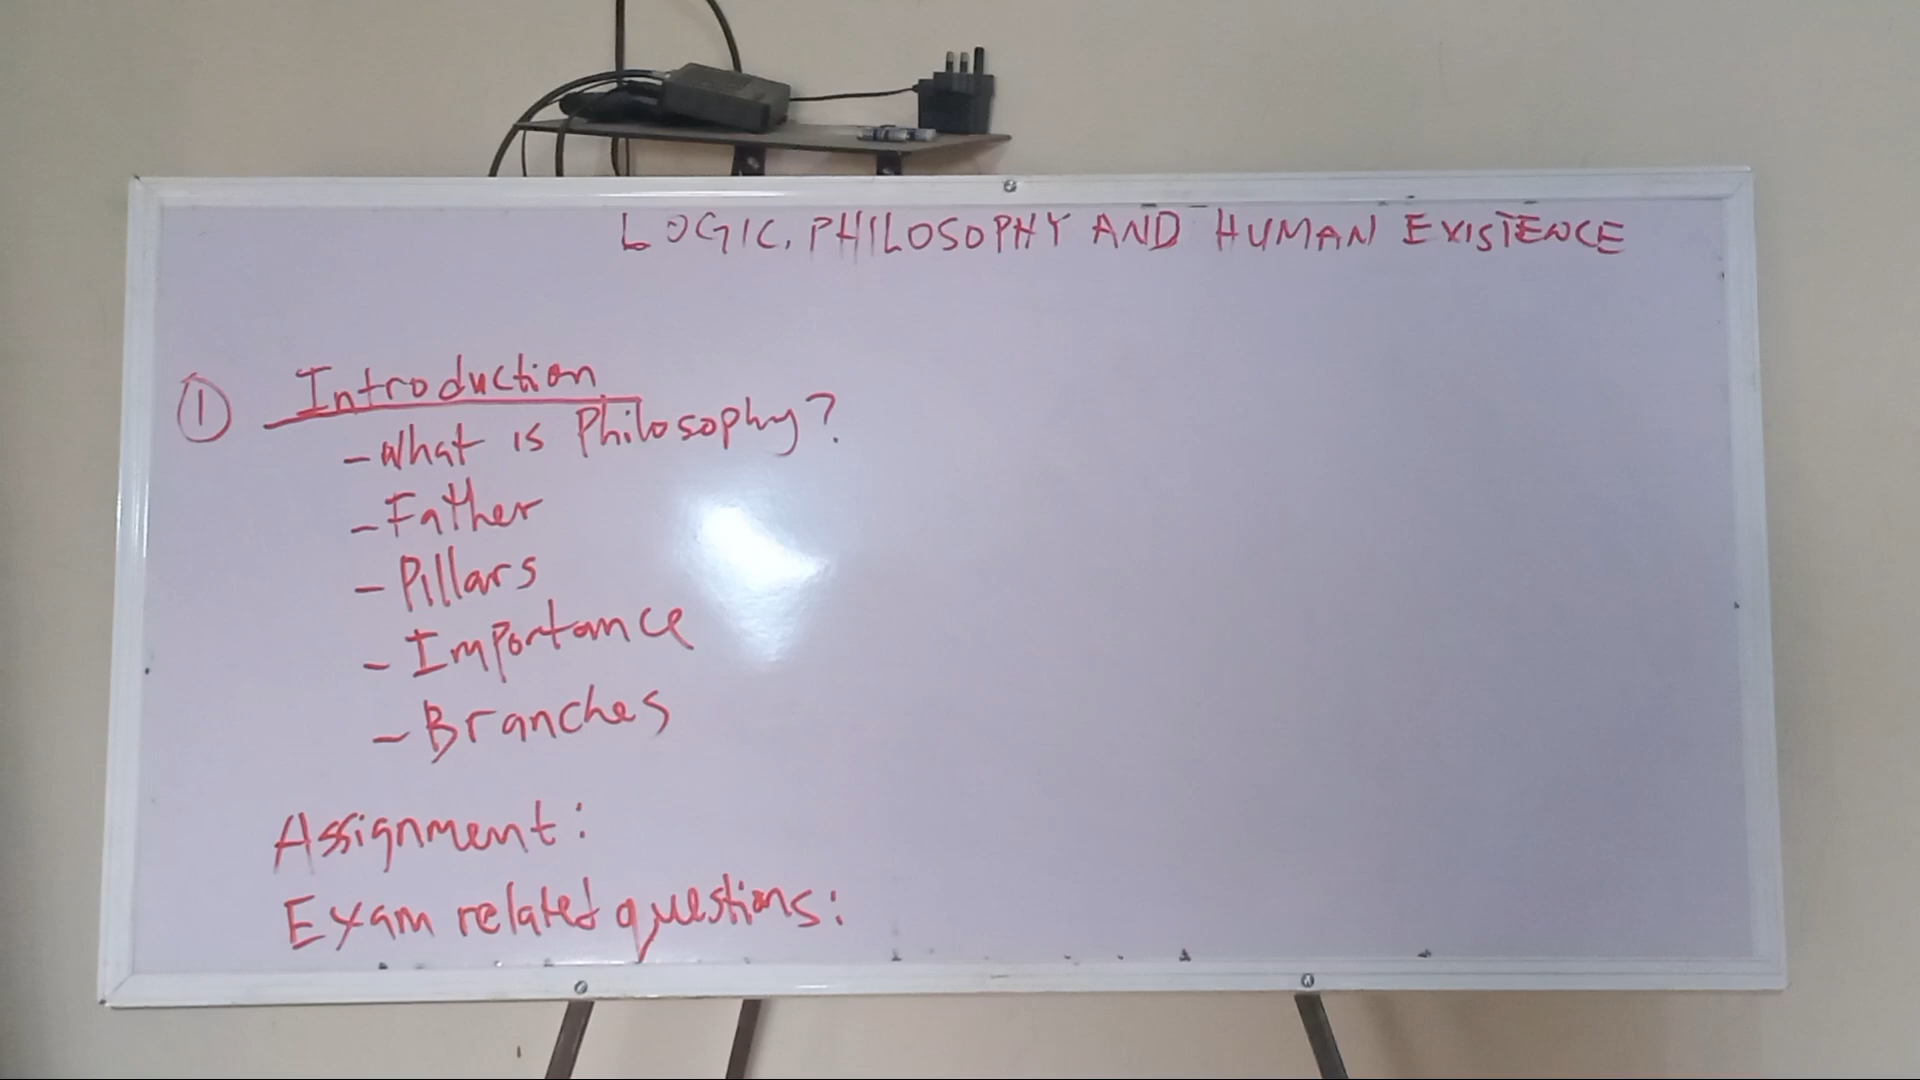 LOGIC, PHILOSOPHY AND HUMAN EXISTENCE
① Introduction
- What is Philosophy?
- Father
- Pillars
- Importance
- Branches
Assignment:
Exam related questions: